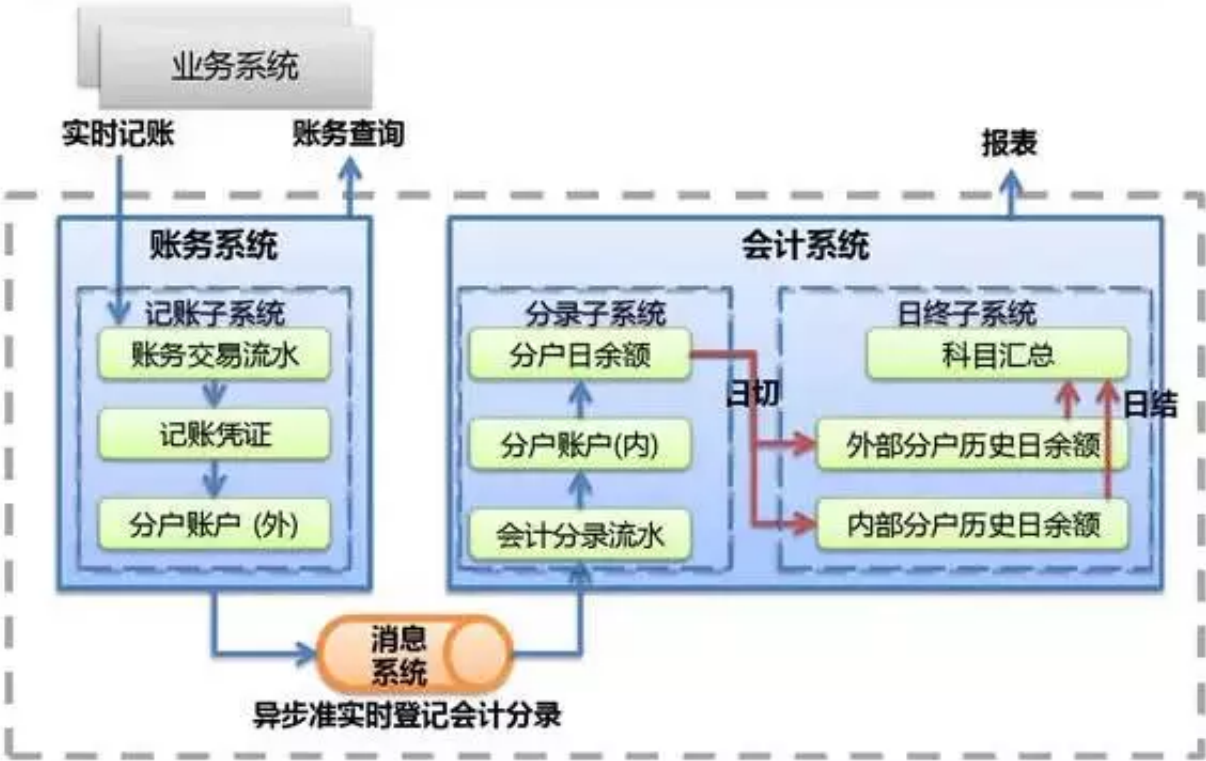 业务系统
实时记账
账务查询
报表
账务系统
记账子系统
账务交易流水
记账凭证
分户账户 (外)
会计系统
分录子系统
分户日余额
分户账户(内)
会计分录流水
日切
日终子系统
科目汇总
日结
外部分户历史日余额
内部分户历史日余额
消息
系统
异步准实时登记会计分录